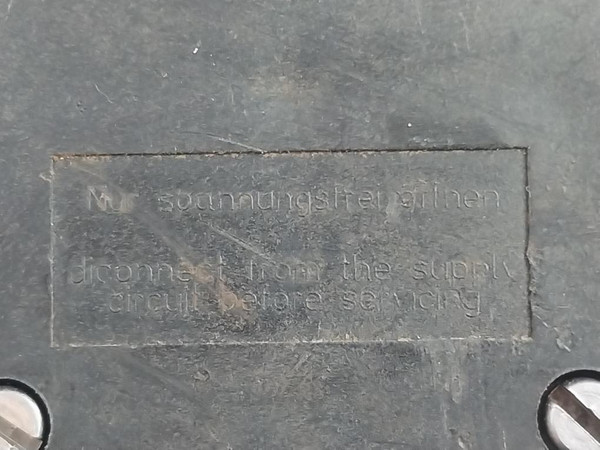 Nur spannungsfrei öffnen
diconnect from the supply
circuit before servicing